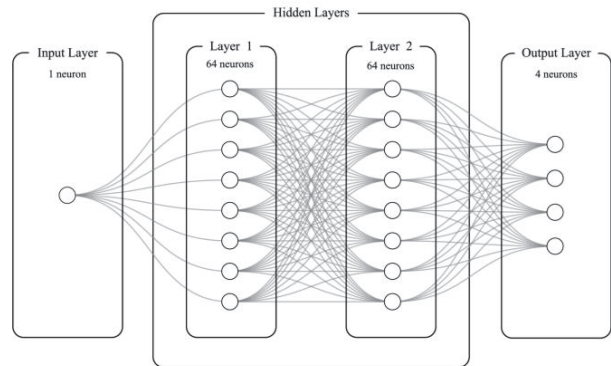 Hidden Layers
Input Layer
1 neuron
Layer 1
64 neurons
Layer 2
64 neurons
Output Layer
4 neurons